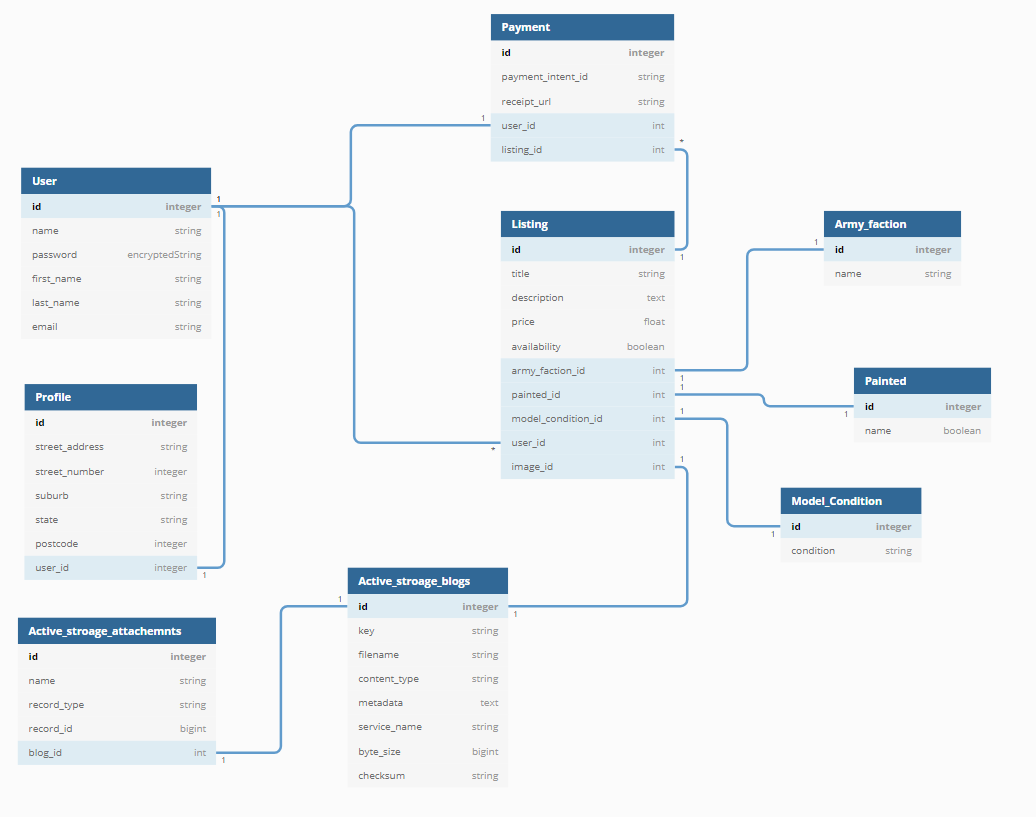 Payment
id integer
payment_intent_id string
receipt_url string
1 user_id int
listing_id int *
User
id integer 1
1
name string
password encryptedString
first_name string
last_name string
email string
Listing
id integer
1
title string
description text
price float
availability boolean
army_faction_id int
1
painted_id int 1
model_condition_id int 1
user_id int
*
image_id int 1
Army_faction
1 id integer
name string
Painted
id integer
1
name boolean
Model_Condition
id integer
1
condition string
Profile
id integer
street_address string
street_number integer
suburb string
state string
postcode integer
user_id integer
1
Active_stroage_blogs
1 id integer
1
key string
filename string
content_type string
metadata text
service_name string
byte_size bigint
checksum string
Active_stroage_attachemnts
id integer
name string
record_type string
record_id bigint
blog_id int
1